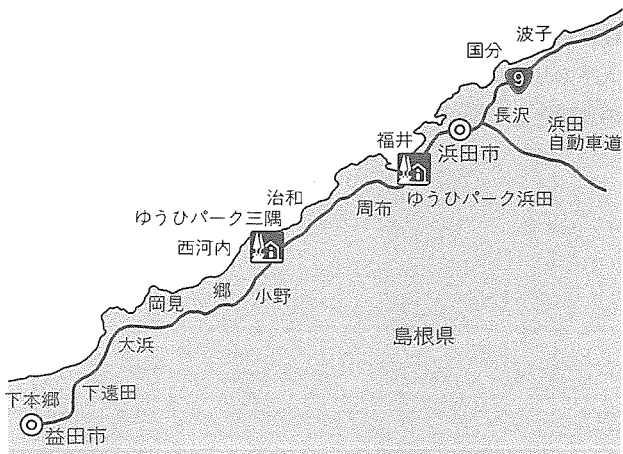 波子
国分
9
長沢
浜田
自動車道
福井
浜田市
治和
周布
ゆうひパーク浜田
ゆうひパーク三隅
西河内
岡見
郷
小野
大浜
島根県
下遠田
下本郷
益田市